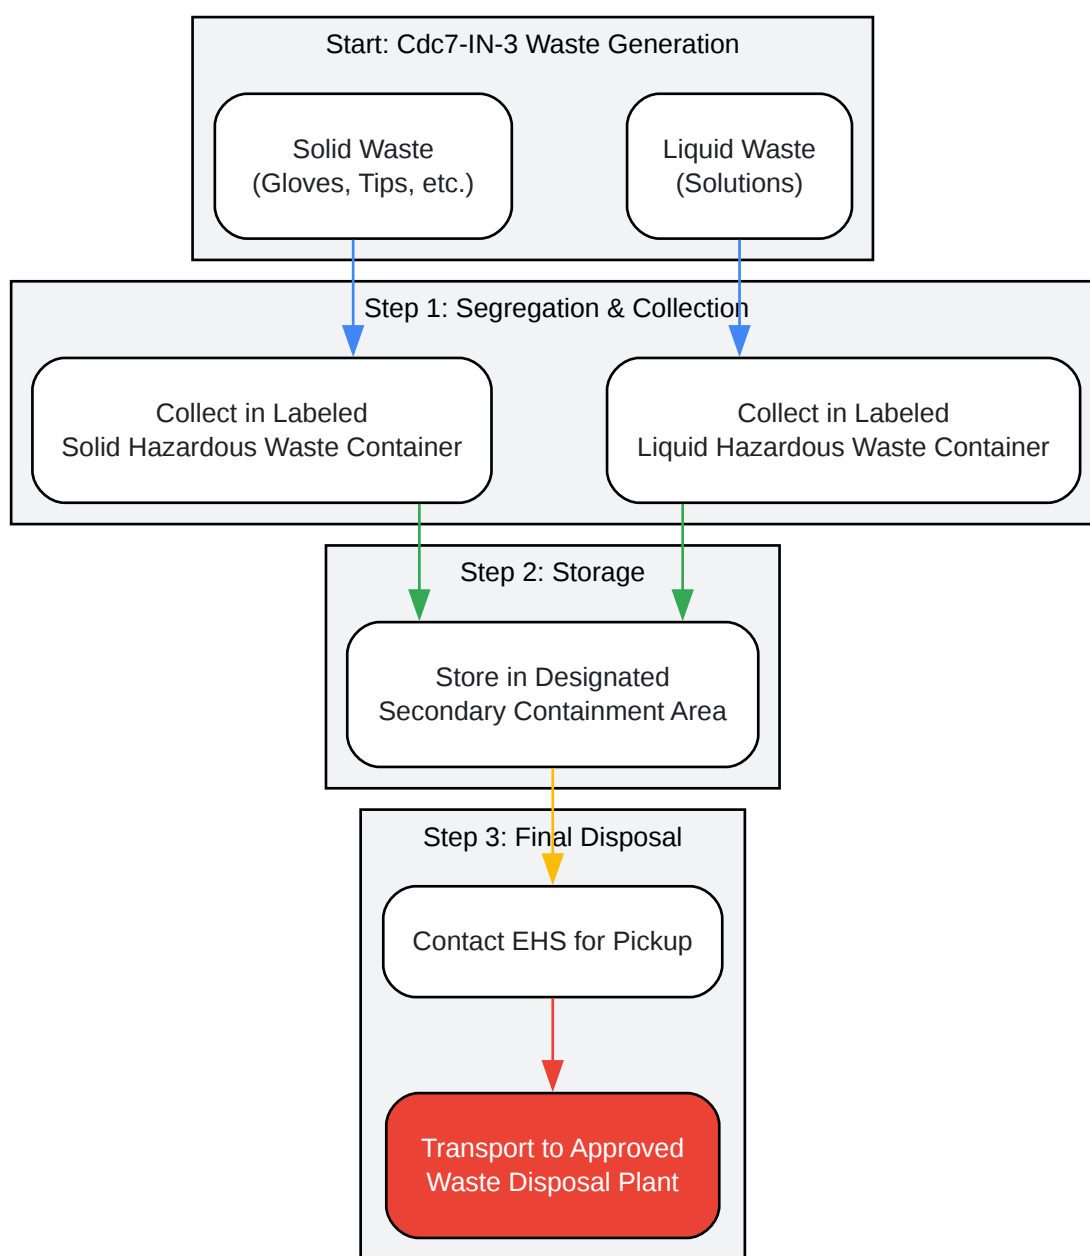 Start: Cdc7-IN-3 Waste Generation
Solid Waste
(Gloves, Tips, etc.)
Liquid Waste
(Solutions)
Step 1: Segregation & Collection
Collect in Labeled
Solid Hazardous Waste Container
Collect in Labeled
Liquid Hazardous Waste Container
Step 2: Storage
Store in Designated
Secondary Containment Area
Step 3: Final Disposal
Contact EHS for Pickup
Transport to Approved
Waste Disposal Plant